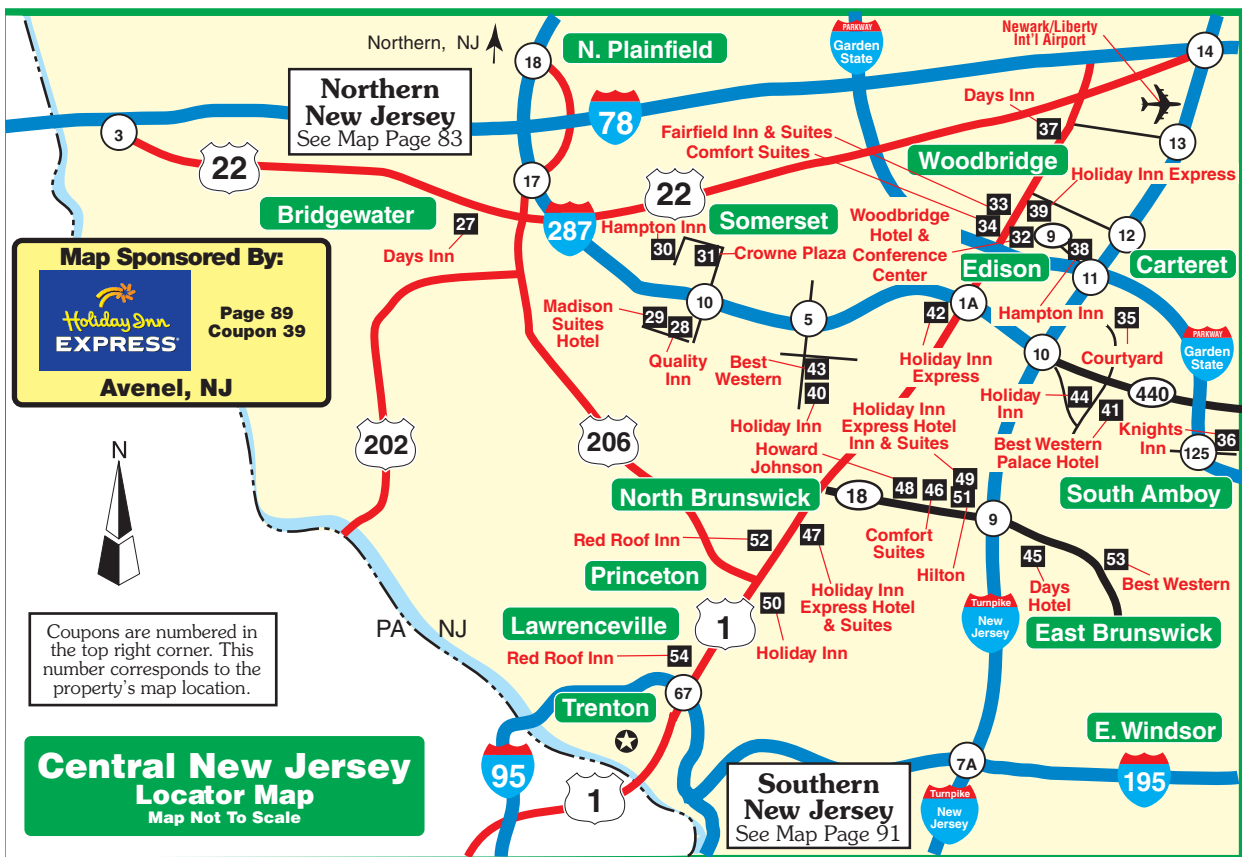 Northern, NJ
18
N. Plainfield
PARKWAY
Garden
State
Newark/Liberty
Int'l Airport
14
Northern
New Jersey
See Map Page 83
78
Days Inn
37
3
22
Fairfield Inn & Suites
Comfort Suites
Woodbridge
13
17
22
Holiday Inn Express
Bridgewater
27
Days Inn
287
Somerset
Hampton Inn
30
31
Crowne Plaza
Woodbridge
Hotel &
Conference
Center
33
34
32
39
9
38
12
Edison
11
Carteret
Map Sponsored By:
Holiday Inn
EXPRESS
Page 89
Coupon 39
Avenel, NJ
Madison
Suites
Hotel
29
28
10
Quality
Inn
5
1A
42
Hampton Inn
35
Courtyard
PARKWAY
Garden
State
Best
Western
43
40
Holiday Inn
Holiday Inn
Express
10
Holiday
Inn
44
440
41
Best Western
Palace Hotel
Knights
Inn
36
125
202
206
Holiday Inn
Express Hotel
Inn & Suites
Howard
Johnson
N
North Brunswick
18
48
46
49
51
9
South Amboy
Comfort
Suites
Hilton
Red Roof Inn
52
47
45
Days
Hotel
53
Best Western
Princeton
Holiday Inn
Express Hotel
& Suites
1
50
Holiday Inn
Turnpike
New
Jersey
East Brunswick
Coupons are numbered in
the top right corner. This
number corresponds to the
property's map location.
PA
NJ
Lawrenceville
Red Roof Inn
54
67
Trenton
E. Windsor
Central New Jersey
Locator Map
Map Not To Scale
95
1
Southern
New Jersey
See Map Page 91
7A
195
Turnpike
New
Jersey